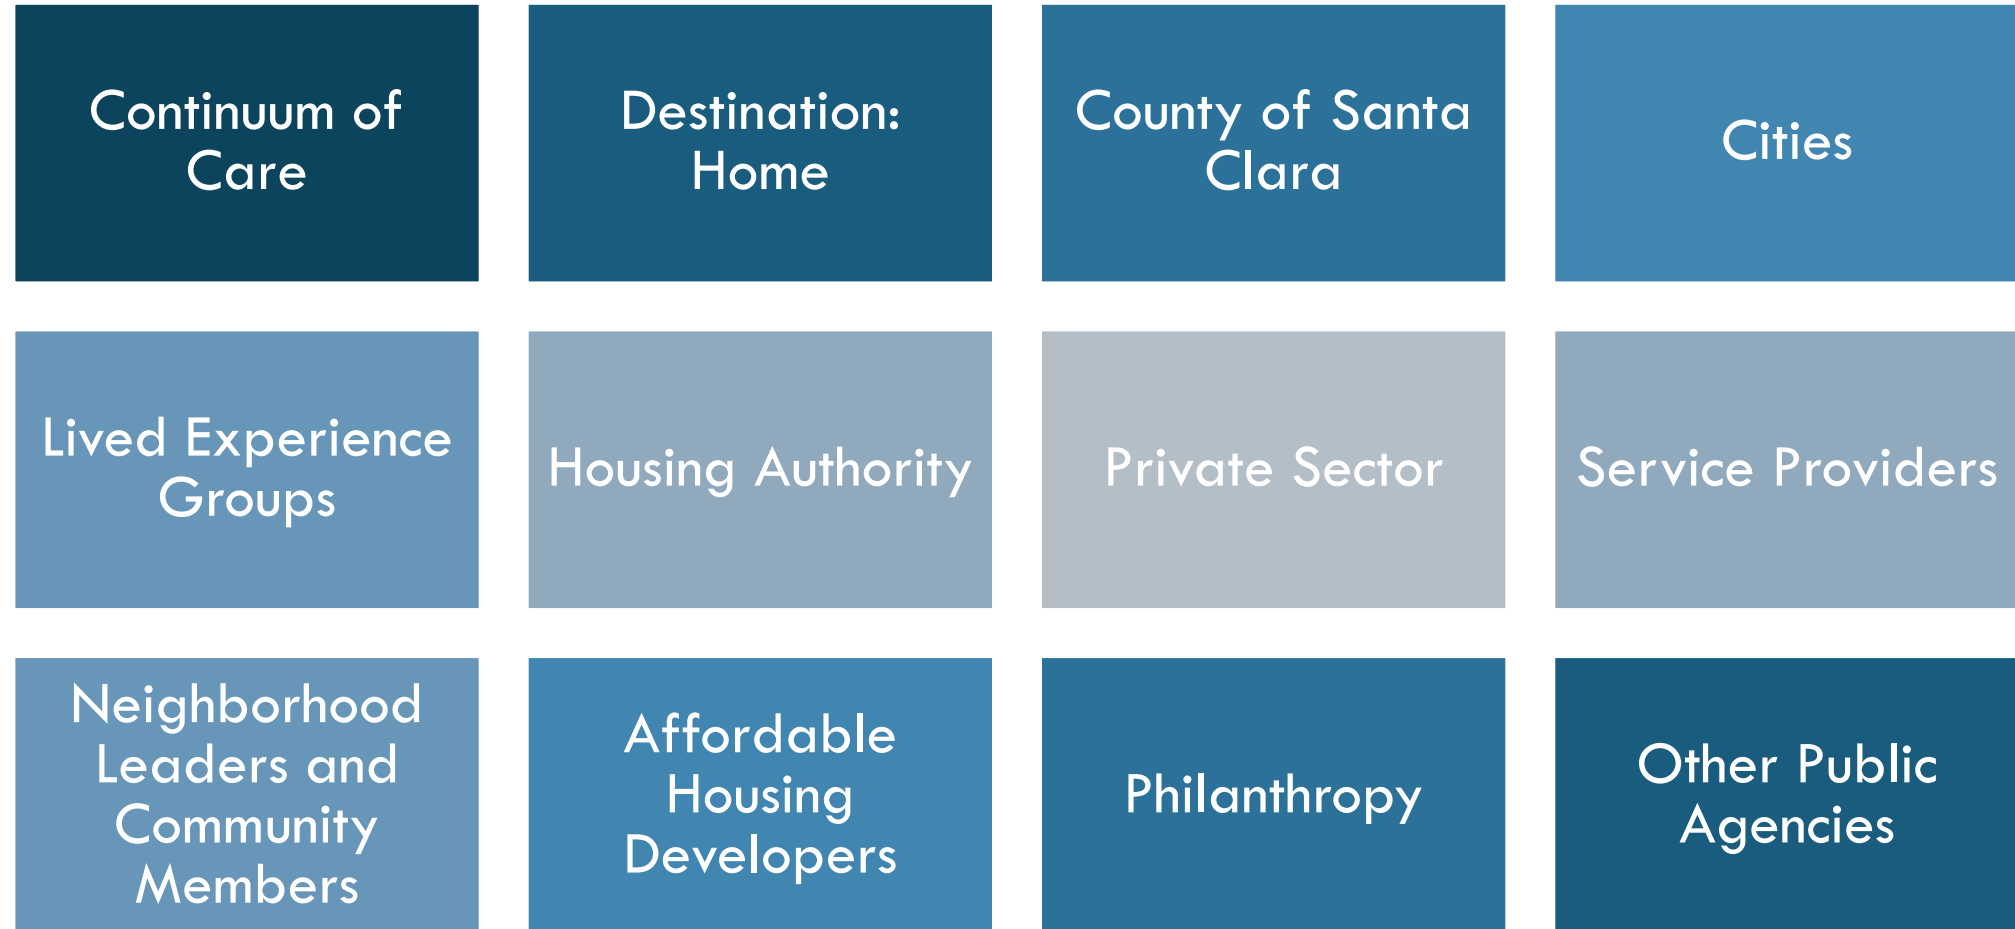 Continuum of
Care
Destination:
Home
County of Santa
Clara
Cities
Lived Experience
Groups
Housing Authority
Private Sector
Service Providers
Neighborhood
Leaders and
Community
Members
Affordable
Housing
Developers
Philanthropy
Other Public
Agencies